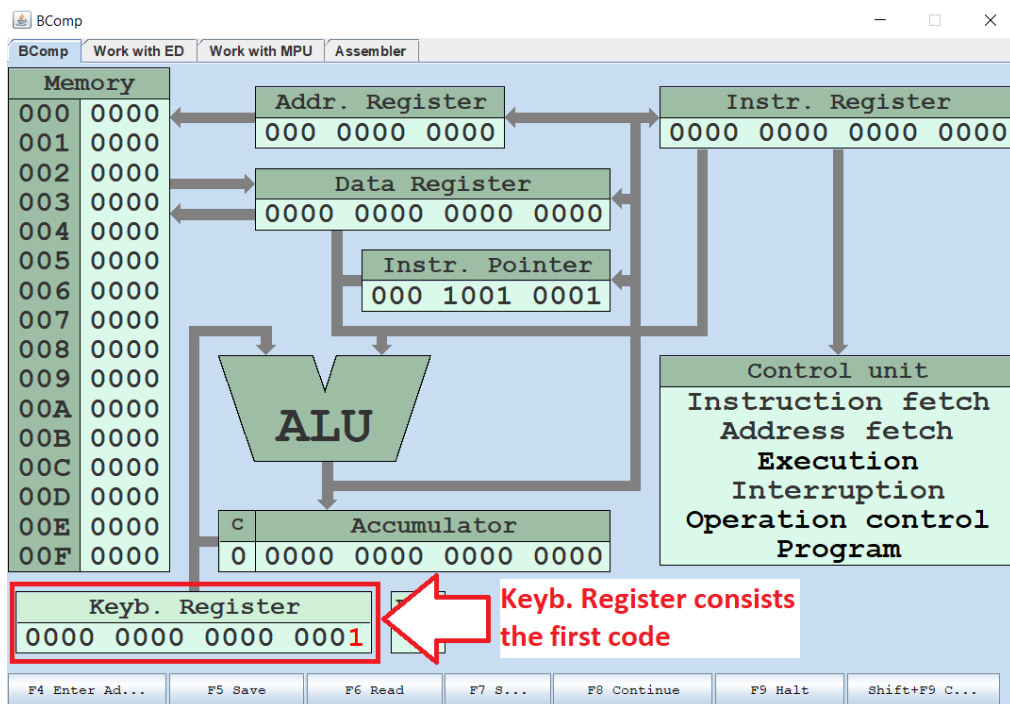 BComp
BComp Work with ED Work with MPU Assembler
Memory
000 0000
001 0000
002 0000
003 0000
004 0000
005 0000
006 0000
007 0000
008 0000
009 0000
00A 0000
00B 0000
00C 0000
00D 0000
00E 0000
00F 0000
Addr. Register
000 0000 0000
Instr. Register
0000 0000 0000 0000
Data Register
0000 0000 0000 0000
Instr. Pointer
000 1001 0001
ALU
Control unit
Instruction fetch
Address fetch
Execution
Interruption
Operation control
Program
C Accumulator
0 0000 0000 0000 0000
Keyb. Register
0000 0000 0000 0001
Keyb. Register consists
the first code
F4 Enter Ad... F5 Save F6 Read F7 S... F8 Continue F9 Halt Shift+F9 C...